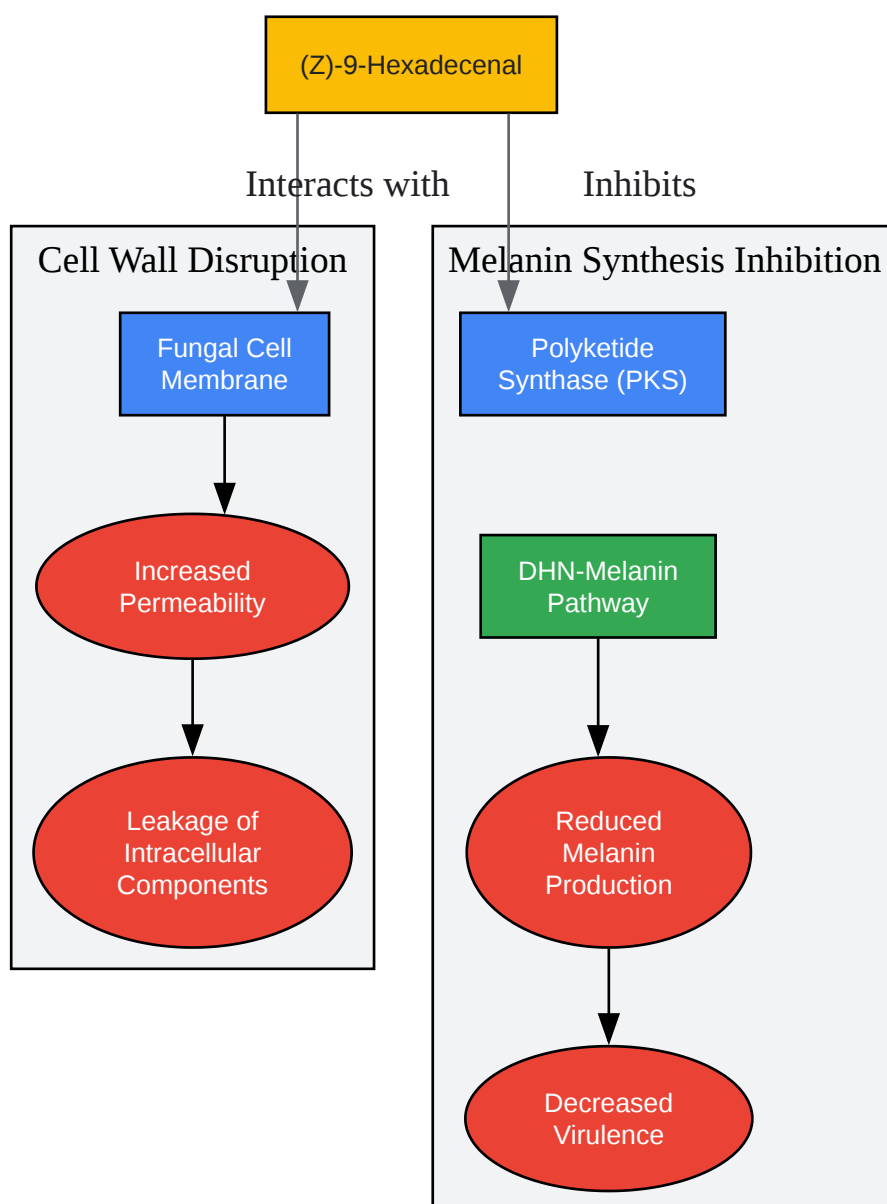 (Z)-9-Hexadecenal
Interacts with
Inhibits
Cell Wall Disruption
Fungal Cell
Membrane
Increased
Permeability
Leakage of
Intracellular
Components
Melanin Synthesis Inhibition
Polyketide
Synthase (PKS)
DHN-Melanin
Pathway
Reduced
Melanin
Production
Decreased
Virulence